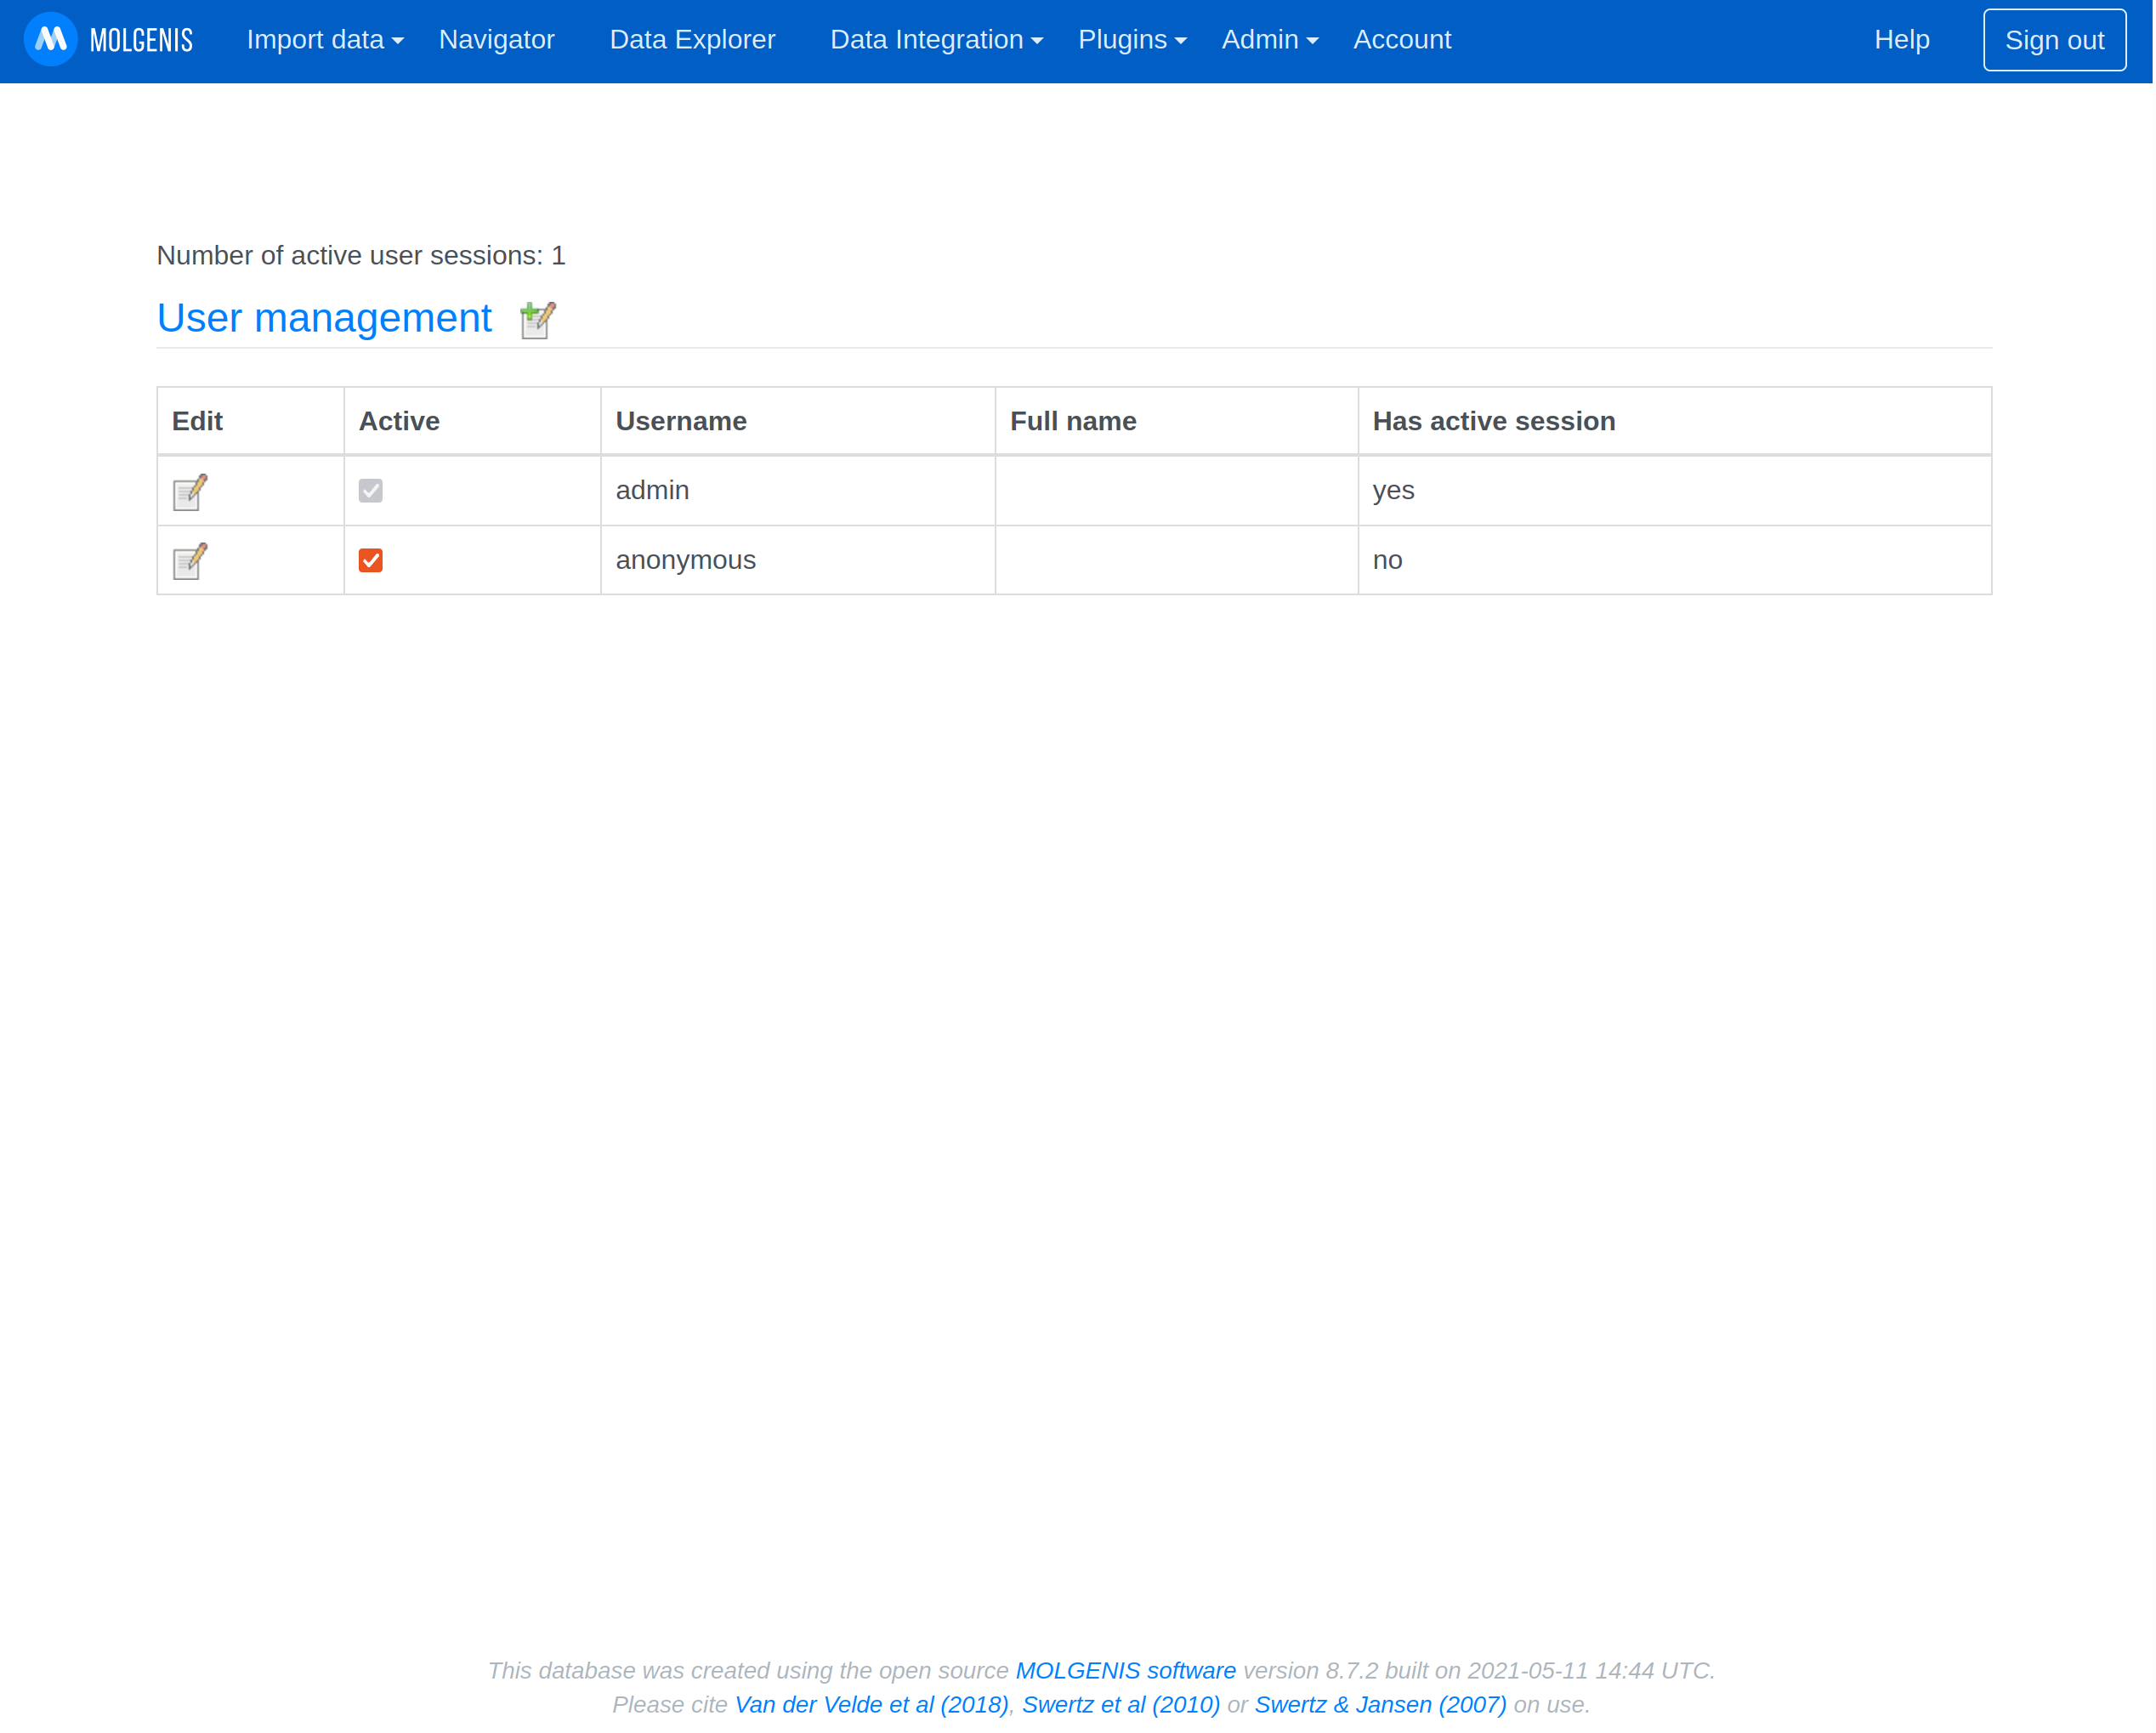 MOLGENIS Import data Navigator Data Explorer Data Integration Plugins Admin Account Help Sign out
Number of active user sessions: 1
User management
Edit Active Username Full name Has active session
admin yes
anonymous no
This database was created using the open source MOLGENIS software version 8.7.2 built on 2021-05-11 14:44 UTC.
Please cite Van der Velde et al (2018), Swertz et al (2010) or Swertz & Jansen (2007) on use.